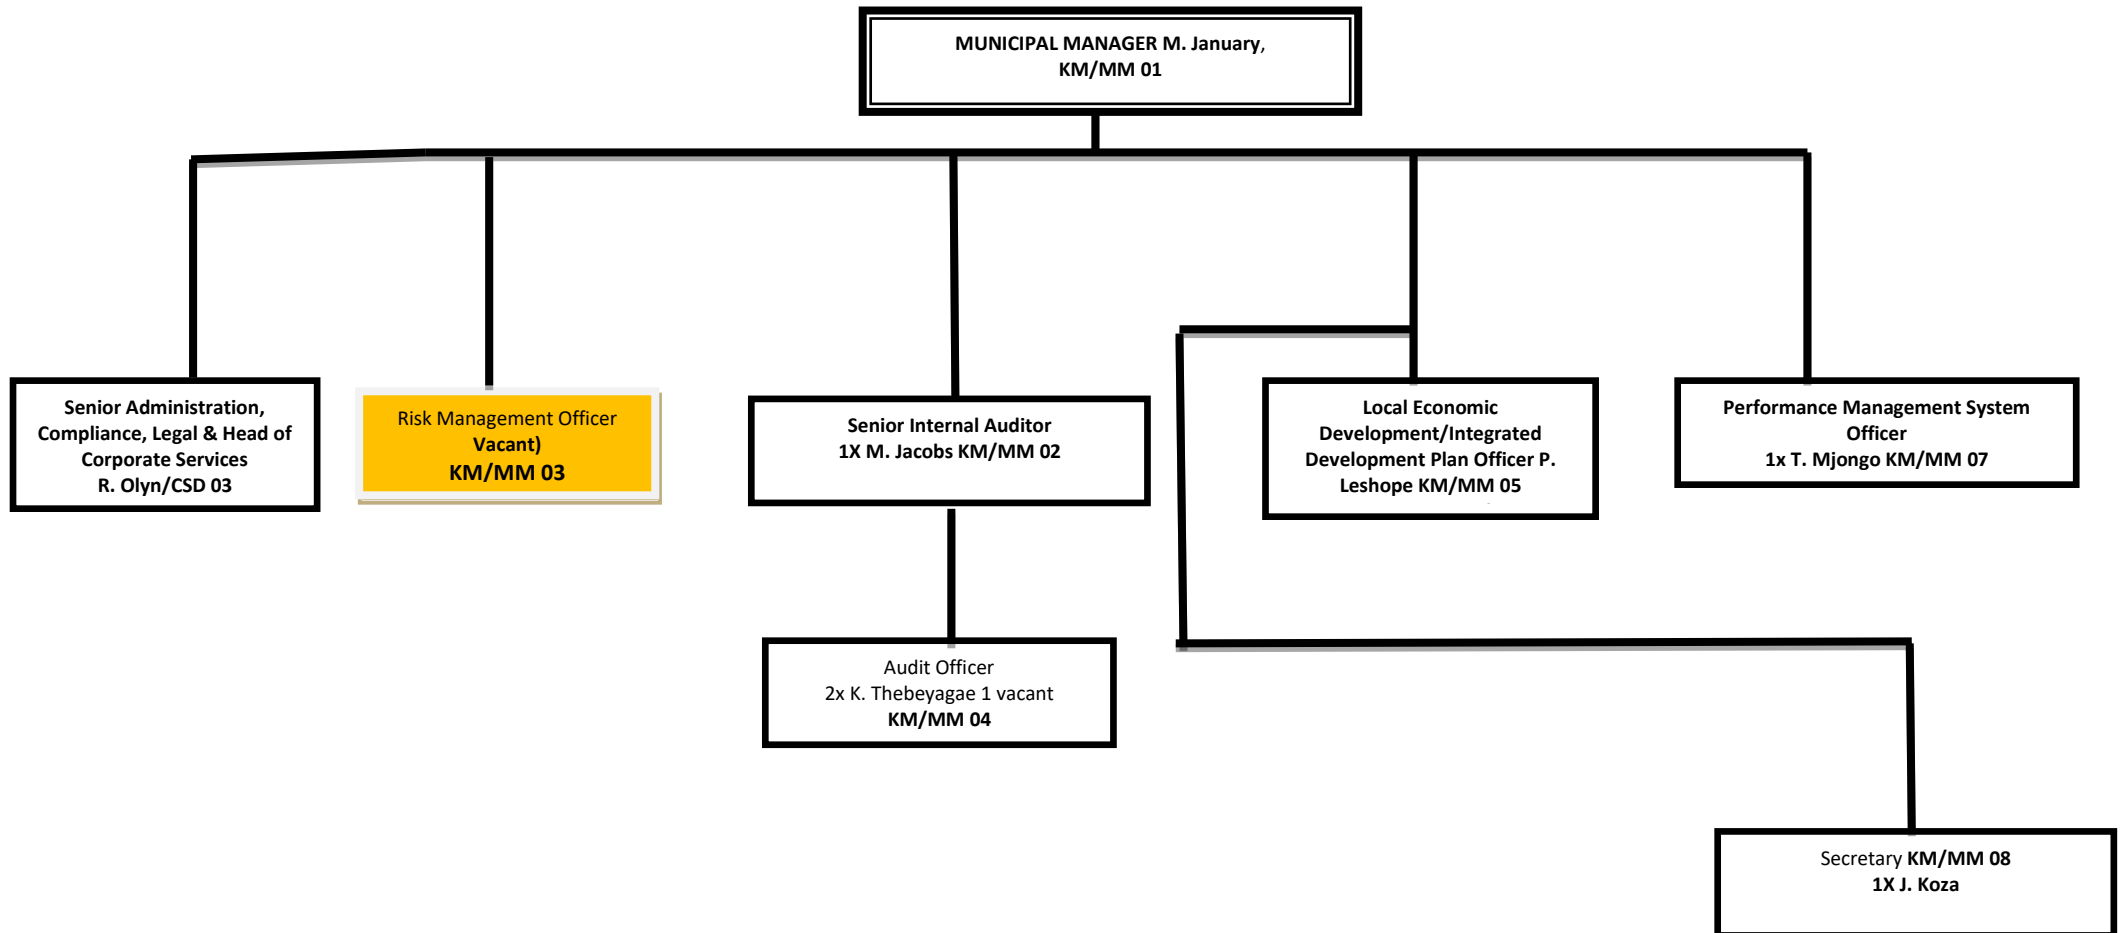 MUNICIPAL MANAGER M. January,
KM/MM 01
Senior Administration,
Compliance, Legal & Head of
Corporate Services
R. Olyn/CSD 03
Risk Management Officer
Vacant)
KM/MM 03
Senior Internal Auditor
1X M. Jacobs KM/MM 02
Local Economic
Development/Integrated
Development Plan Officer P.
Leshope KM/MM 05
Performance Management System
Officer
1x T. Mjongo KM/MM 07
Audit Officer
2x K. Thebeyagae 1 vacant
KM/MM 04
Secretary KM/MM 08
1X J. Koza